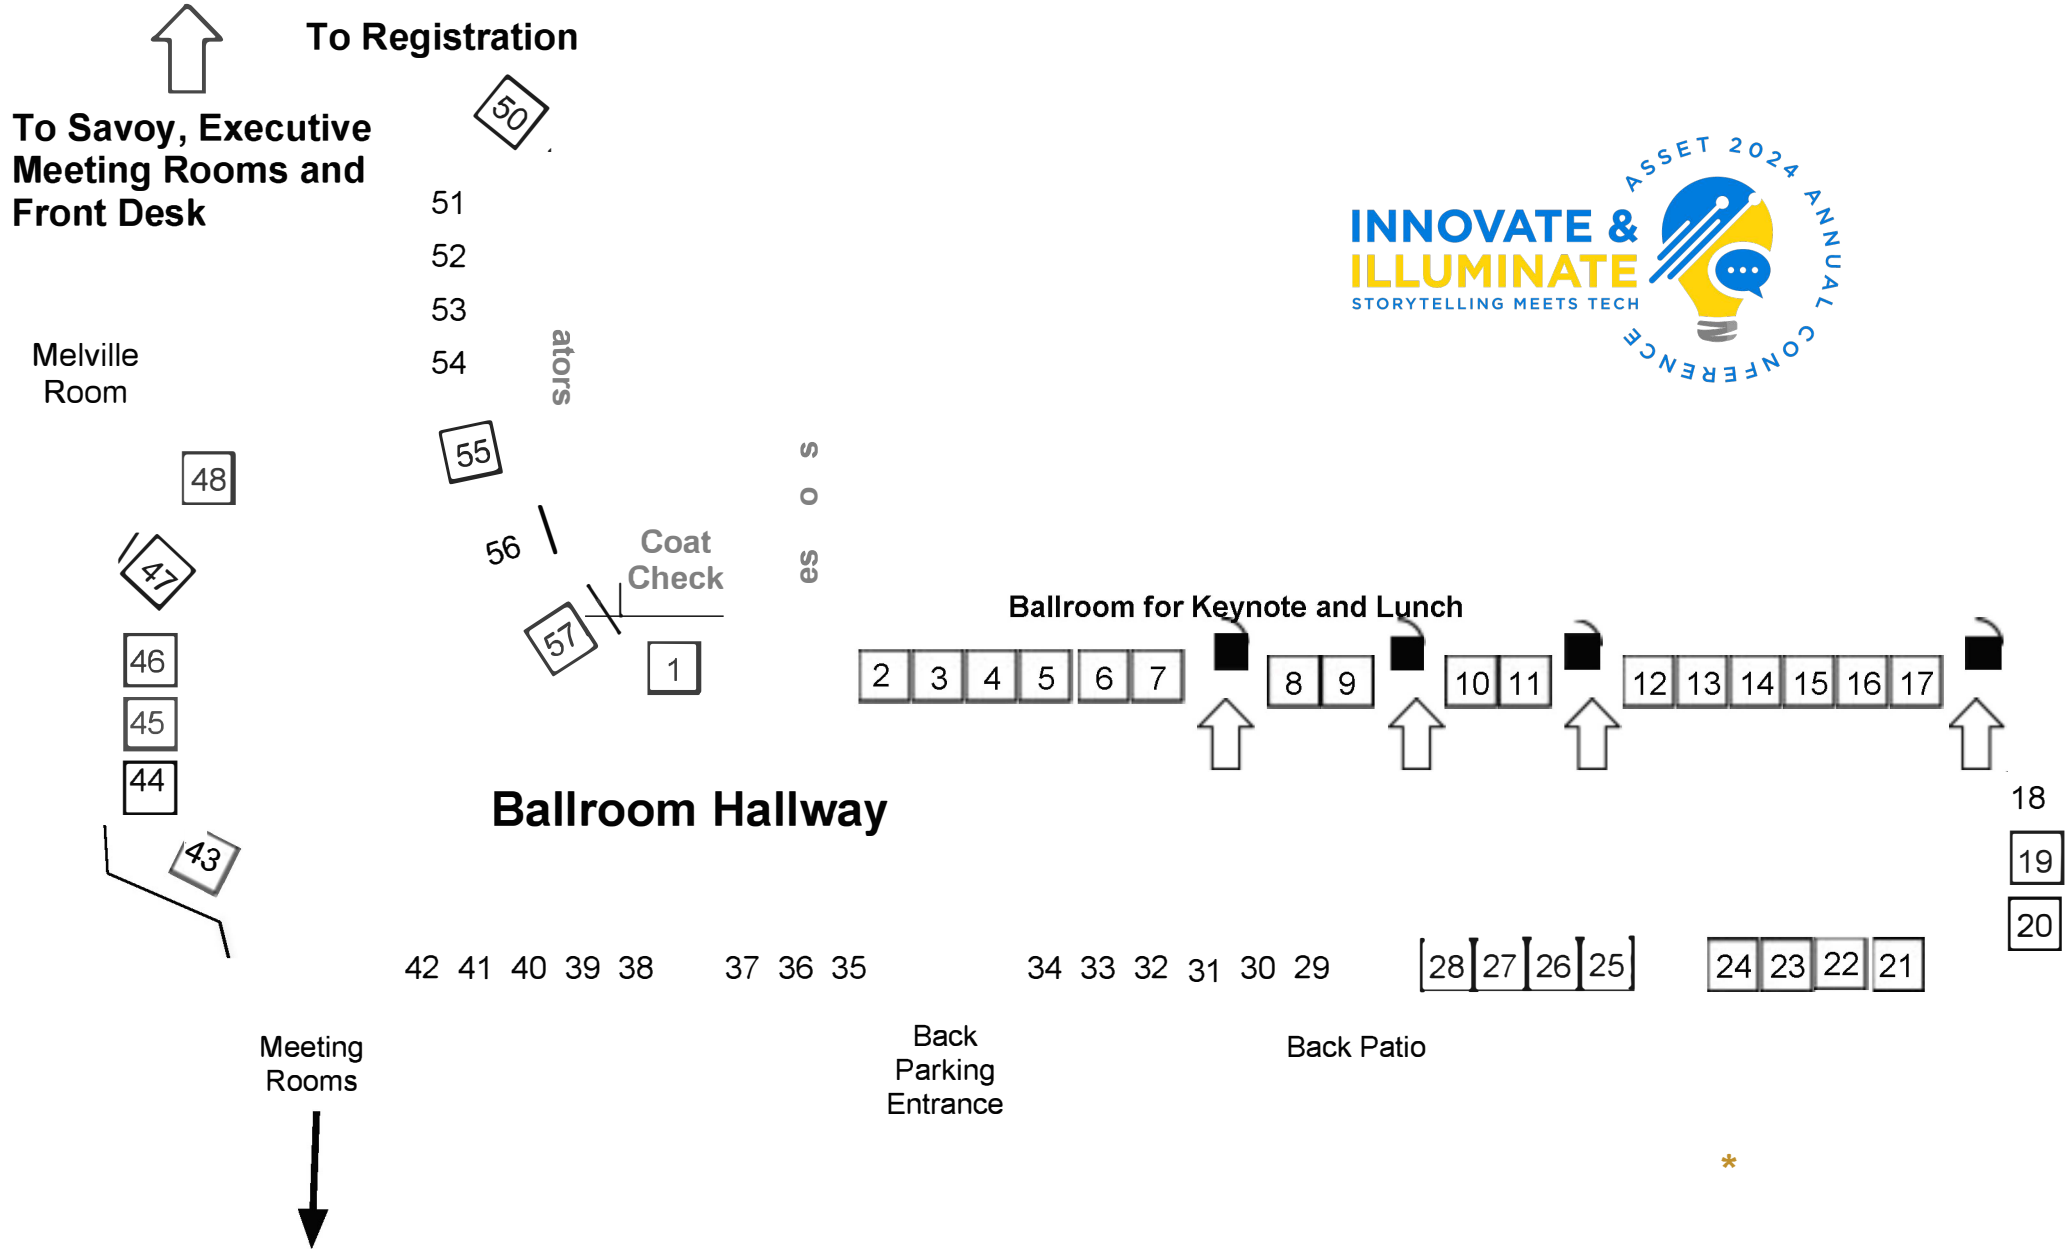 To Registration
50
To Savoy, Executive
Meeting Rooms and
Front Desk
51
52
53
54
ators
55
56
57
Melville
Room
48
47
46
45
44
43
Coat
Check
s
o
es
1
ASSET 2024 ANNUAL CONFERENCE
INNOVATE &
ILLUMINATE
STORYTELLING MEETS TECH
Ballroom for Keynote and Lunch
2 3 4 5 6 7 8 9 10 11 12 13 14 15 16 17
Ballroom Hallway
18
19
20
42 41 40 39 38 37 36 35 34 33 32 31 30 29 28 27 26 25 24 23 22 21
Meeting
Rooms
Back
Parking
Entrance
Back Patio
*